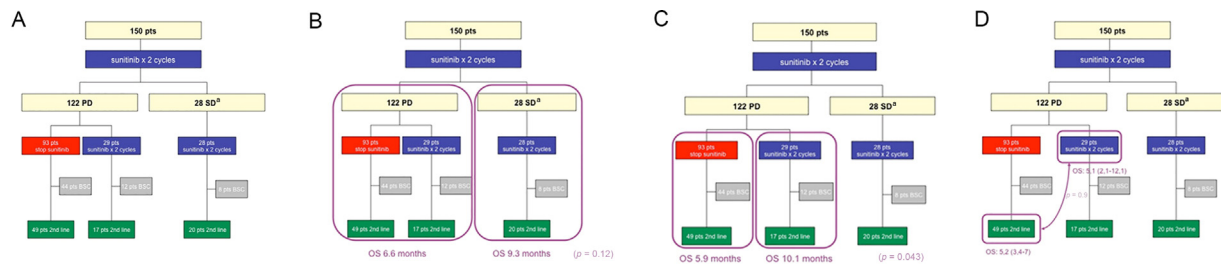 A
150 pts
sunitinib x 2 cycles
122 PD
28 SDª
93 pts
stop sunitinib
29 pts
sunitinib x 2 cycles
28 pts
sunitinib x 2 cycles
44 pts BSC
12 pts BSC
8 pts BSC
49 pts 2nd line
17 pts 2nd line
20 pts 2nd line
B
150 pts
sunitinib x 2 cycles
122 PD
28 SDª
93 pts
stop sunitinib
29 pts
sunitinib x 2 cycles
28 pts
sunitinib x 2 cycles
44 pts BSC
12 pts BSC
8 pts BSC
49 pts 2nd line
17 pts 2nd line
20 pts 2nd line
OS 6.6 months
OS 9.3 months
(p = 0.12)
C
150 pts
sunitinib x 2 cycles
122 PD
28 SDª
93 pts
stop sunitinib
29 pts
sunitinib x 2 cycles
28 pts
sunitinib x 2 cycles
44 pts BSC
12 pts BSC
8 pts BSC
49 pts 2nd line
17 pts 2nd line
20 pts 2nd line
OS 5.9 months
OS 10.1 months
(p = 0.043)
D
150 pts
sunitinib x 2 cycles
122 PD
28 SDª
93 pts
stop sunitinib
29 pts
sunitinib x 2 cycles
28 pts
sunitinib x 2 cycles
OS: 5,1 (2,1-12,1)
44 pts BSC
p = 0.9
12 pts BSC
8 pts BSC
49 pts 2nd line
17 pts 2nd line
20 pts 2nd line
OS: 5,2 (3,4-7)